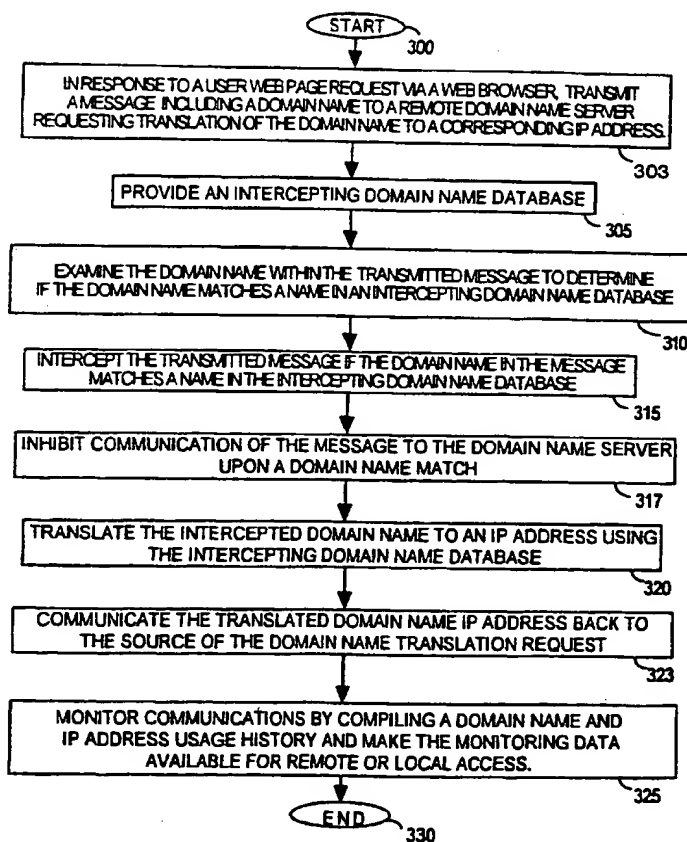 START
300
IN RESPONSE TO A USER WEB PAGE REQUEST VIA A WEB BROWSER, TRANSMIT
A MESSAGE INCLUDING A DOMAIN NAME TO A REMOTE DOMAIN NAME SERVER
REQUESTING TRANSLATION OF THE DOMAIN NAME TO A CORRESPONDING IP ADDRESS.
303
PROVIDE AN INTERCEPTING DOMAIN NAME DATABASE
305
EXAMINE THE DOMAIN NAME WITHIN THE TRANSMITTED MESSAGE TO DETERMINE
IF THE DOMAIN NAME MATCHES A NAME IN AN INTERCEPTING DOMAIN NAME DATABASE
310
INTERCEPT THE TRANSMITTED MESSAGE IF THE DOMAIN NAME IN THE MESSAGE
MATCHES A NAME IN THE INTERCEPTING DOMAIN NAME DATABASE
315
INHIBIT COMMUNICATION OF THE MESSAGE TO THE DOMAIN NAME SERVER
UPON A DOMAIN NAME MATCH
317
TRANSLATE THE INTERCEPTED DOMAIN NAME TO AN IP ADDRESS USING
THE INTERCEPTING DOMAIN NAME DATABASE
320
COMMUNICATE THE TRANSLATED DOMAIN NAME IP ADDRESS BACK TO
THE SOURCE OF THE DOMAIN NAME TRANSLATION REQUEST
323
MONITOR COMMUNICATIONS BY COMPILING A DOMAIN NAME AND
IP ADDRESS USAGE HISTORY AND MAKE THE MONITORING DATA
AVAILABLE FOR REMOTE OR LOCAL ACCESS.
325
END
330